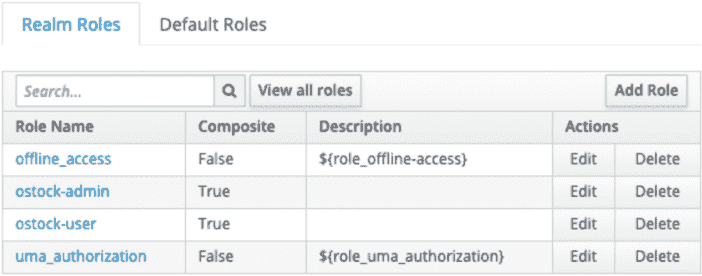 Realm Roles Default Roles
Search... View all roles Add Role
Role Name Composite Description Actions
offline_access False ${role_offline-access} Edit Delete
ostock-admin True Edit Delete
ostock-user True Edit Delete
uma_authorization False ${role_uma_authorization} Edit Delete